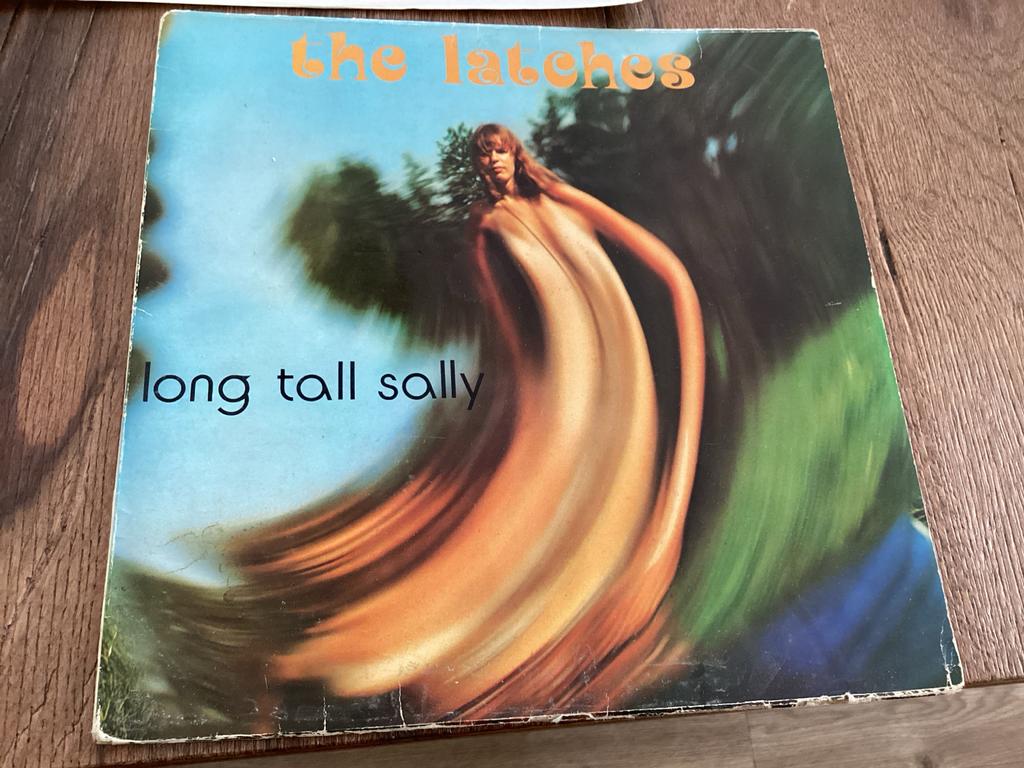 the latches
long tall sally